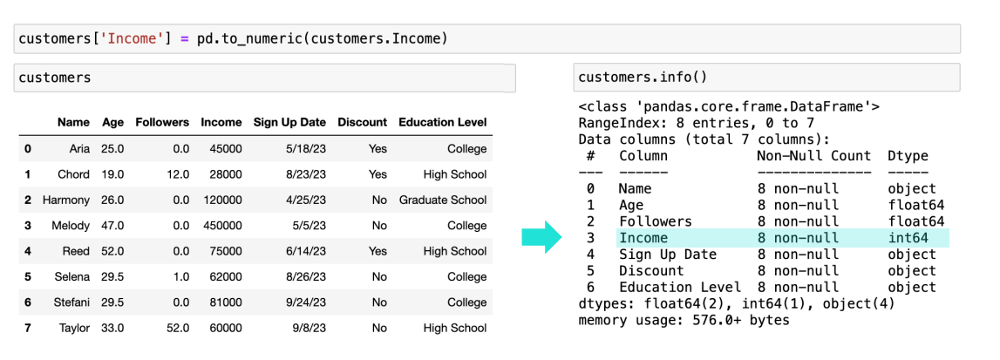 customers['Income'] = pd.to_numeric(customers.Income)
customers
Name Age Followers Income Sign Up Date Discount Education Level
0 Aria 25.0 0.0 45000 5/18/23 Yes College
1 Chord 19.0 12.0 28000 8/23/23 Yes High School
2 Harmony 26.0 0.0 120000 4/25/23 No Graduate School
3 Melody 47.0 0.0 450000 5/5/23 No College
4 Reed 52.0 0.0 75000 6/14/23 Yes High School
5 Selena 29.5 1.0 62000 8/26/23 No College
6 Stefani 29.5 0.0 81000 9/24/23 No College
7 Taylor 33.0 52.0 60000 9/8/23 No High School
customers.info()
<class 'pandas.core.frame.DataFrame'>
RangeIndex: 8 entries, 0 to 7
Data columns (total 7 columns):
# Column Non-Null Count Dtype
--- ------ -------------- -----
0 Name 8 non-null object
1 Age 8 non-null float64
2 Followers 8 non-null float64
3 Income 8 non-null int64
4 Sign Up Date 8 non-null object
5 Discount 8 non-null object
6 Education Level 8 non-null object
dtypes: float64(2), int64(1), object(4)
memory usage: 576.0+ bytes